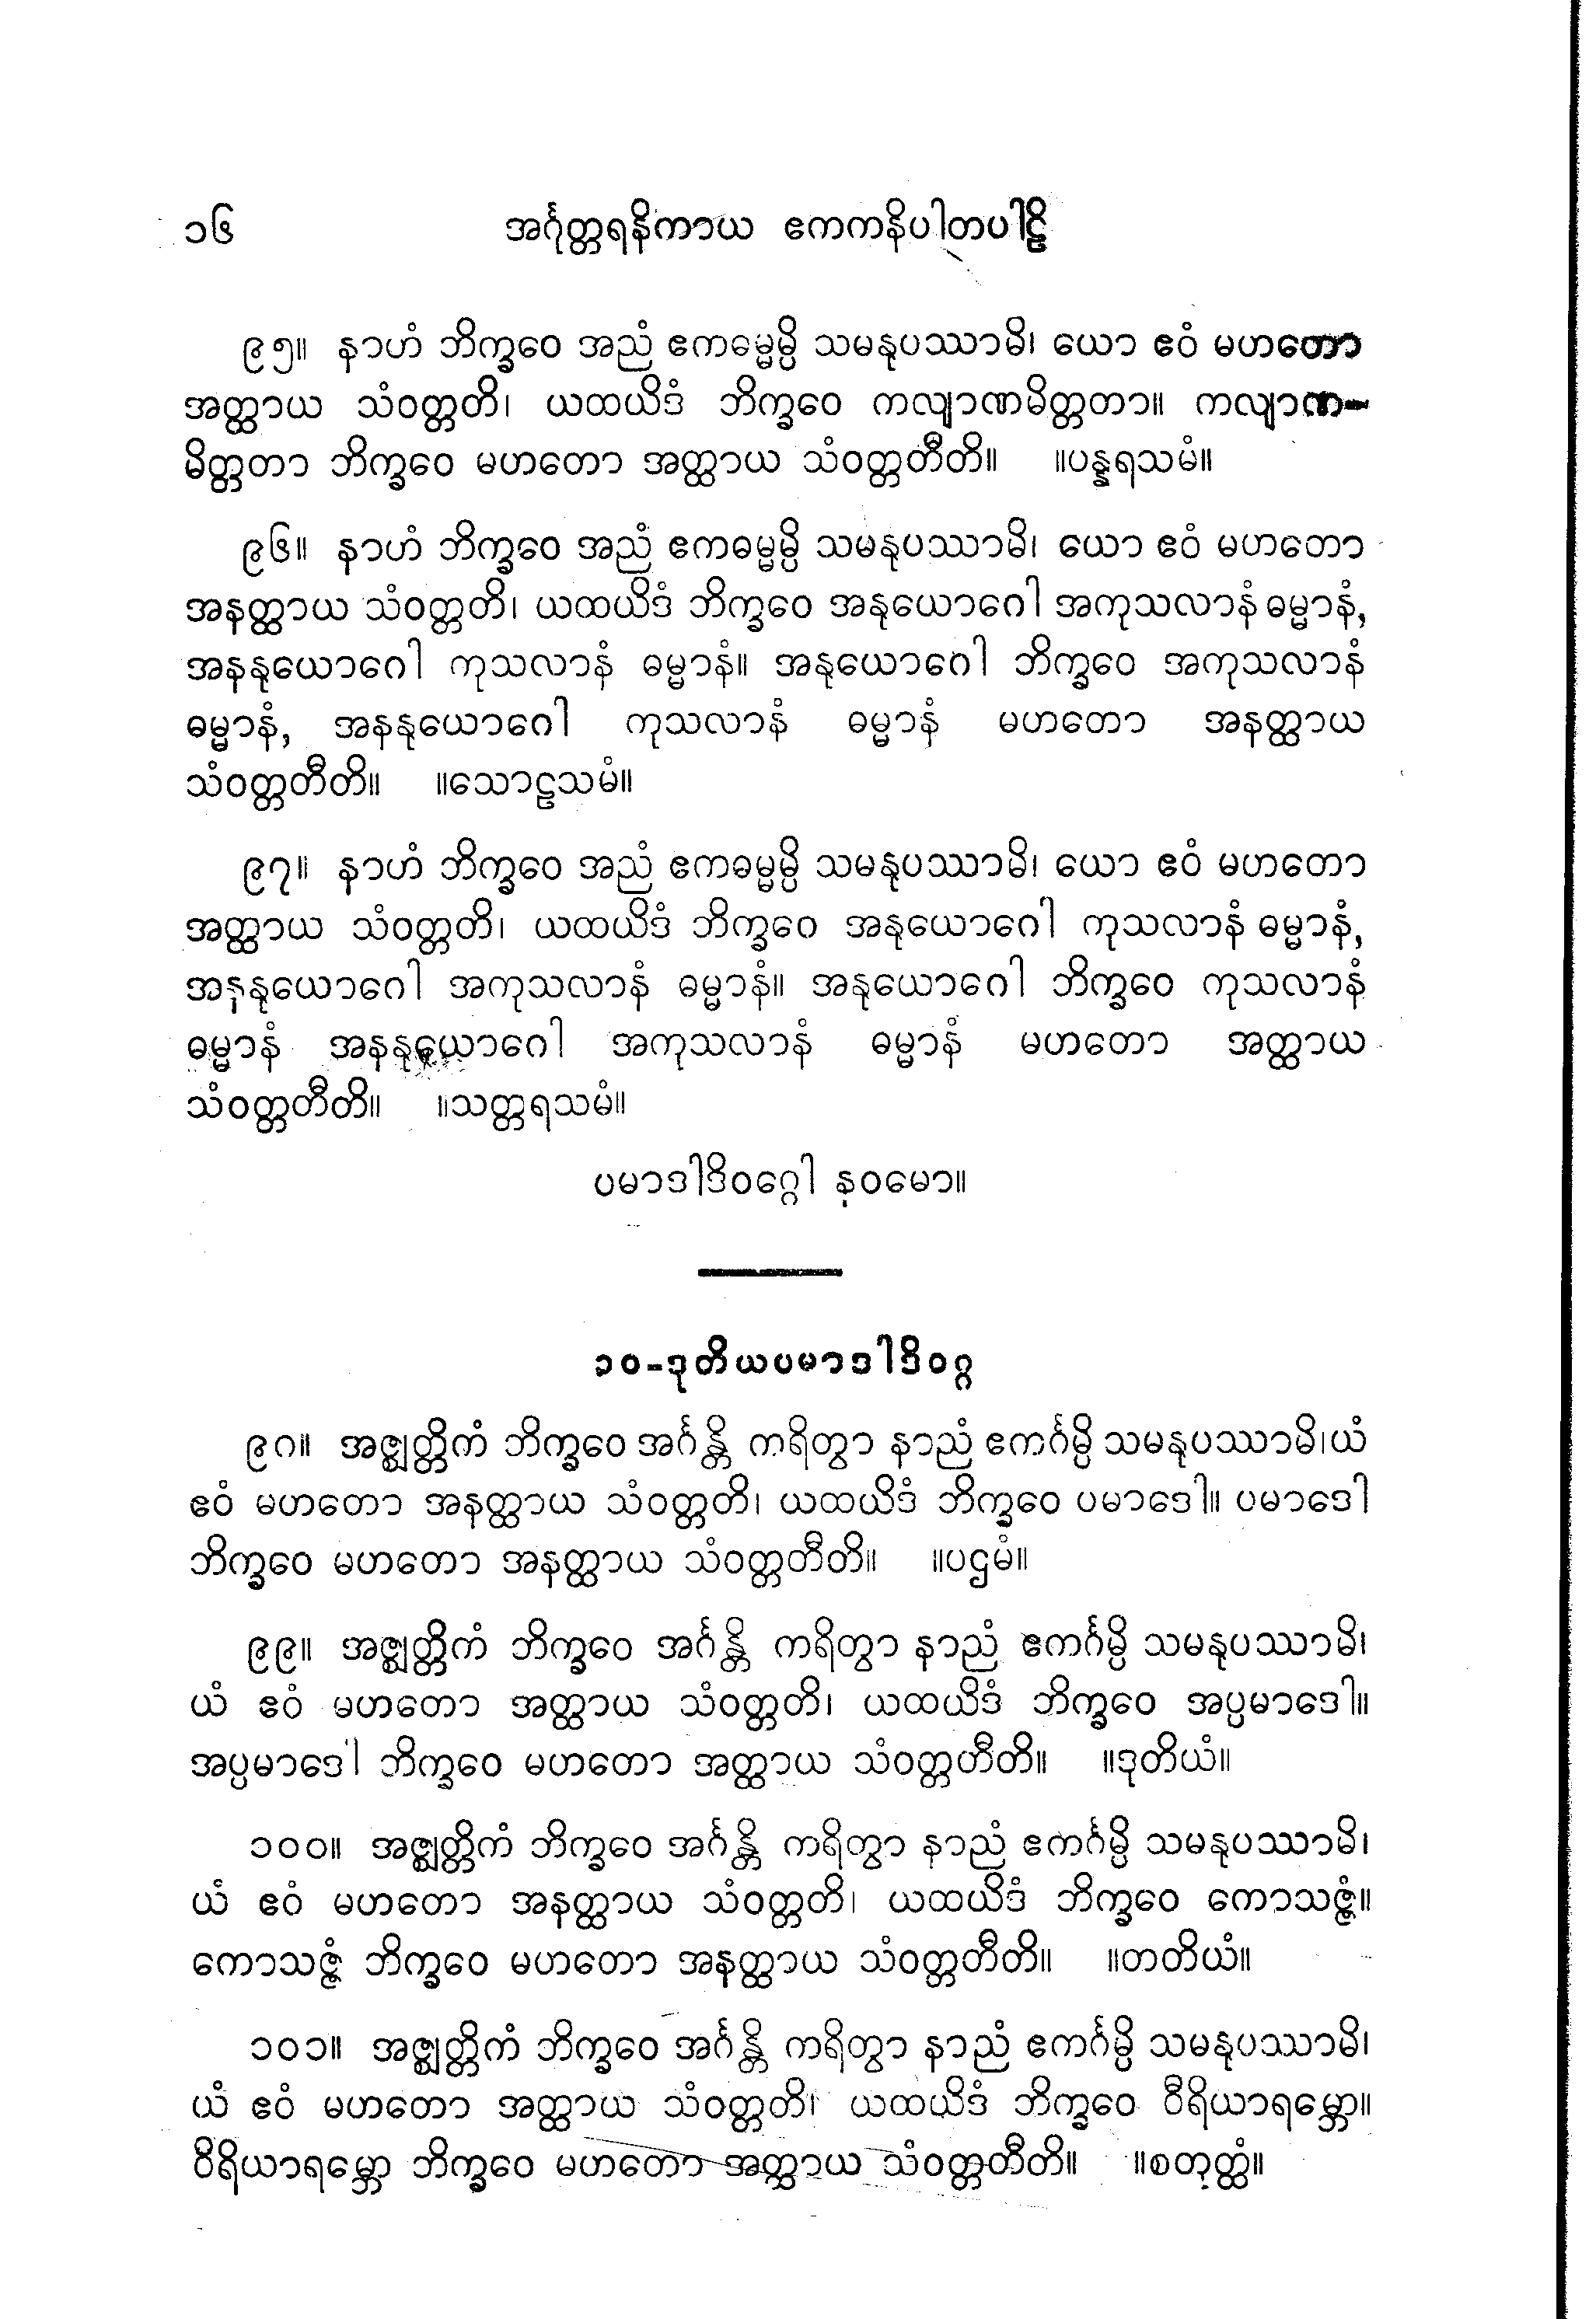 ၁၆ အင်္ဂုတ္တရနိကာယ ဧကကနိပါတပါဠိ
၉၅။ နာဟံ ဘိက္ခဝေ အညံ ဧကဓမ္မေမ္ပိ သမနုပဿာမိ၊ ယော ဧဝံ မဟတော
အတ္ထာယ သံဝတ္တတိ၊ ယထယိဒံ ဘိက္ခဝေ ကလျာဏမိတ္တတာ။ ကလျာဏ-
မိတ္တတာ ဘိက္ခဝေ မဟတော အတ္ထာယ သံဝတ္တတီတိ။ ။ပန္နရသမံ။
၉၆။ နာဟံ ဘိက္ခဝေ အညံ ဧကဓမ္မမ္ပိ သမနုပဿာမိ၊ ယော ဧဝံ မဟတော
အနတ္ထာယ သံဝတ္တတိ၊ ယထယိဒံ ဘိက္ခဝေ အနုယောဂေါ အကုသလာနံ ဓမ္မာနံ,
အနနုယောဂေါ ကုသလာနံ ဓမ္မာနံ။ အနုယောဂေါ ဘိက္ခဝေ အကုသလာနံ
ဓမ္မာနံ, အနနုယောဂေါ ကုသလာနံ ဓမ္မာနံ မဟတော အနတ္ထာယ
သံဝတ္တတီတိ။ ။သောဠသမံ။
၉၇။ နာဟံ ဘိက္ခဝေ အညံ ဧကဓမ္မမ္ပိ သမနုပဿာမိ၊ ယော ဧဝံ မဟတော
အတ္ထာယ သံဝတ္တတိ၊ ယထယိဒံ ဘိက္ခဝေ အနုယောဂေါ ကုသလာနံ ဓမ္မာနံ,
အနနုယောဂေါ အကုသလာနံ ဓမ္မာနံ။ အနုယောဂေါ ဘိက္ခဝေ ကုသလာနံ
ဓမ္မာနံ အနနုယောဂေါ အကုသလာနံ ဓမ္မာနံ မဟတော အတ္ထာယ
သံဝတ္တတီတိ။ ။သတ္တရသမံ။
ပမာဒါဒိဝဂ္ဂေါ နဝမော။
၁၀-ဒုတိယပမာဒါဒိဝဂ္ဂ
၉၈။ အဇ္ဈတ္တိကံ ဘိက္ခဝေ အင်္ဂန္တိ ကရိတွာ နာညံ ဧကင်္ဂမ္ပိ သမနုပဿာမိ၊ယံ
ဧဝံ မဟတော အနတ္ထာယ သံဝတ္တတိ၊ ယထယိဒံ ဘိက္ခဝေ ပမာဒေါ။ ပမာဒေါ
ဘိက္ခဝေ မဟတော အနတ္ထာယ သံဝတ္တတီတိ။ ။ပဌမံ။
၉၉။ အဇ္ဈတ္တိကံ ဘိက္ခဝေ အင်္ဂန္တိ ကရိတွာ နာညံ ဧကင်္ဂမ္ပိ သမနုပဿာမိ၊
ယံ ဧဝံ မဟတော အတ္ထာယ သံဝတ္တတိ၊ ယထယိဒံ ဘိက္ခဝေ အပ္ပမာဒေါ။
အပ္ပမာဒေါ ဘိက္ခဝေ မဟတော အတ္ထာယ သံဝတ္တတီတိ။ ။ဒုတိယံ။
၁၀၀။ အဇ္ဈတ္တိကံ ဘိက္ခဝေ အင်္ဂန္တိ ကရိတွာ နာညံ ဧကင်္ဂမ္ပိ သမနုပဿာမိ၊
ယံ ဧဝံ မဟတော အနတ္ထာယ သံဝတ္တတိ၊ ယထယိဒံ ဘိက္ခဝေ ကောသဇ္ဇံ။
ကောသဇ္ဇံ ဘိက္ခဝေ မဟတော အနတ္ထာယ သံဝတ္တတီတိ။ ။တတိယံ။
၁၀၁။ အဇ္ဈတ္တိကံ ဘိက္ခဝေ အင်္ဂန္တိ ကရိတွာ နာညံ ဧကင်္ဂမ္ပိ သမနုပဿာမိ၊
ယံ ဧဝံ မဟတော အတ္ထာယ သံဝတ္တတိ၊ ယထယိဒံ ဘိက္ခဝေ ဝီရိယာရမ္ဘော။
ဝီရိယာရမ္ဘော ဘိက္ခဝေ မဟတော အတ္ထာယ သံဝတ္တတီတိ။ ။စတုတ္ထံ။